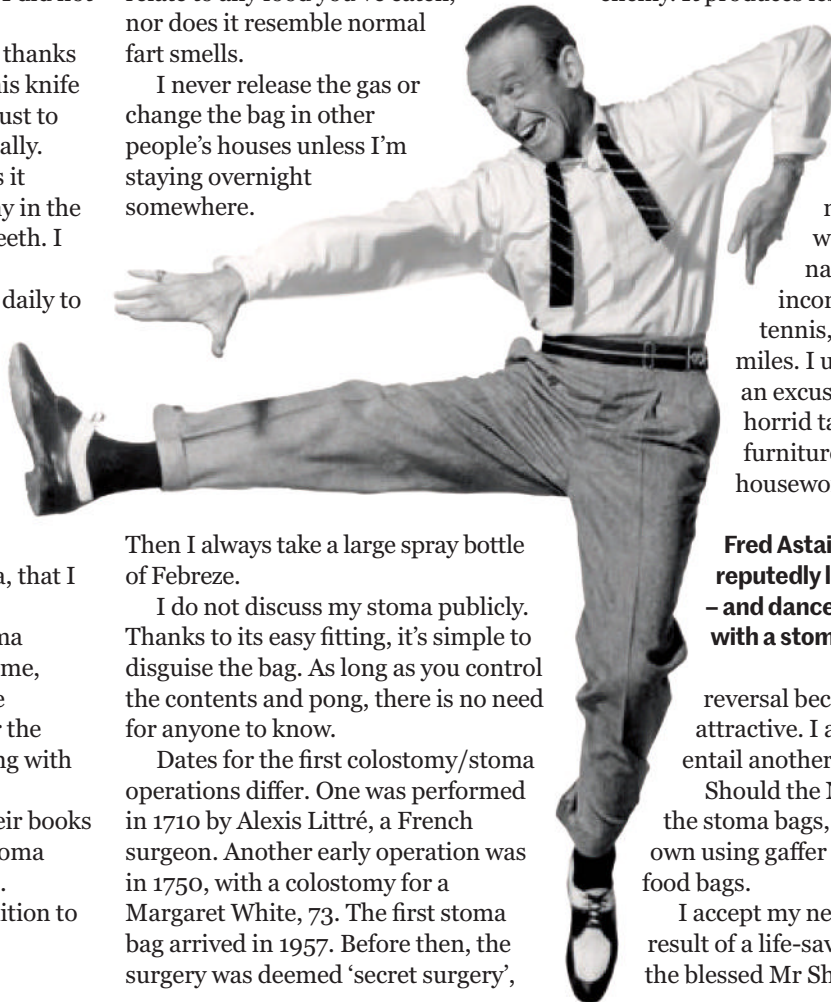 did not
thanks
his knife
ust to
ally.
s it
y in the
eeth. I
daily to
a, that I
ma
me,
e
r the
ng with
eir books
oma
.
ition to
nor does it resemble normal
fart smells.
I never release the gas or
change the bag in other
people’s houses unless I’m
staying overnight
somewhere.
Then I always take a large spray bottle
of Febreze.
I do not discuss my stoma publicly.
Thanks to its easy fitting, it’s simple to
disguise the bag. As long as you control
the contents and pong, there is no need
for anyone to know.
Dates for the first colostomy/stoma
operations differ. One was performed
in 1710 by Alexis Littré, a French
surgeon. Another early operation was
in 1750, with a colostomy for a
Margaret White, 73. The first stoma
bag arrived in 1957. Before then, the
surgery was deemed ‘secret surgery’,
w
na
incor
tennis,
miles. I u
an excus
horrid ta
furniture
housewo
Fred Astai
reputedly l
– and dance
with a stom
reversal bec
attractive. I a
entail another
Should the N
the stoma bags,
own using gaffer
food bags.
I accept my ne
result of a life-sav
the blessed Mr Sh